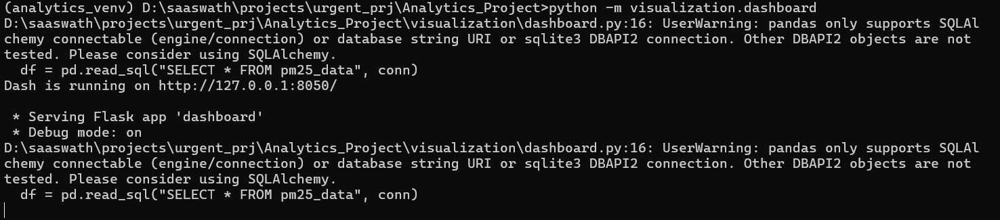 (analytics_venv) D:\saaswath\projects\urgent_prj\Analytics_Project>python -m visualization.dashboard
D:\saaswath\projects\urgent_prj\Analytics_Project\visualization\dashboard.py:16: UserWarning: pandas only supports SQLAl
chemy connectable (engine/connection) or database string URI or sqlite3 DBAPI2 connection. Other DBAPI2 objects are not
tested. Please consider using SQLAlchemy.
  df = pd.read_sql("SELECT * FROM pm25_data", conn)
Dash is running on http://127.0.0.1:8050/

 * Serving Flask app 'dashboard'
 * Debug mode: on
D:\saaswath\projects\urgent_prj\Analytics_Project\visualization\dashboard.py:16: UserWarning: pandas only supports SQLAl
chemy connectable (engine/connection) or database string URI or sqlite3 DBAPI2 connection. Other DBAPI2 objects are not
tested. Please consider using SQLAlchemy.
  df = pd.read_sql("SELECT * FROM pm25_data", conn)